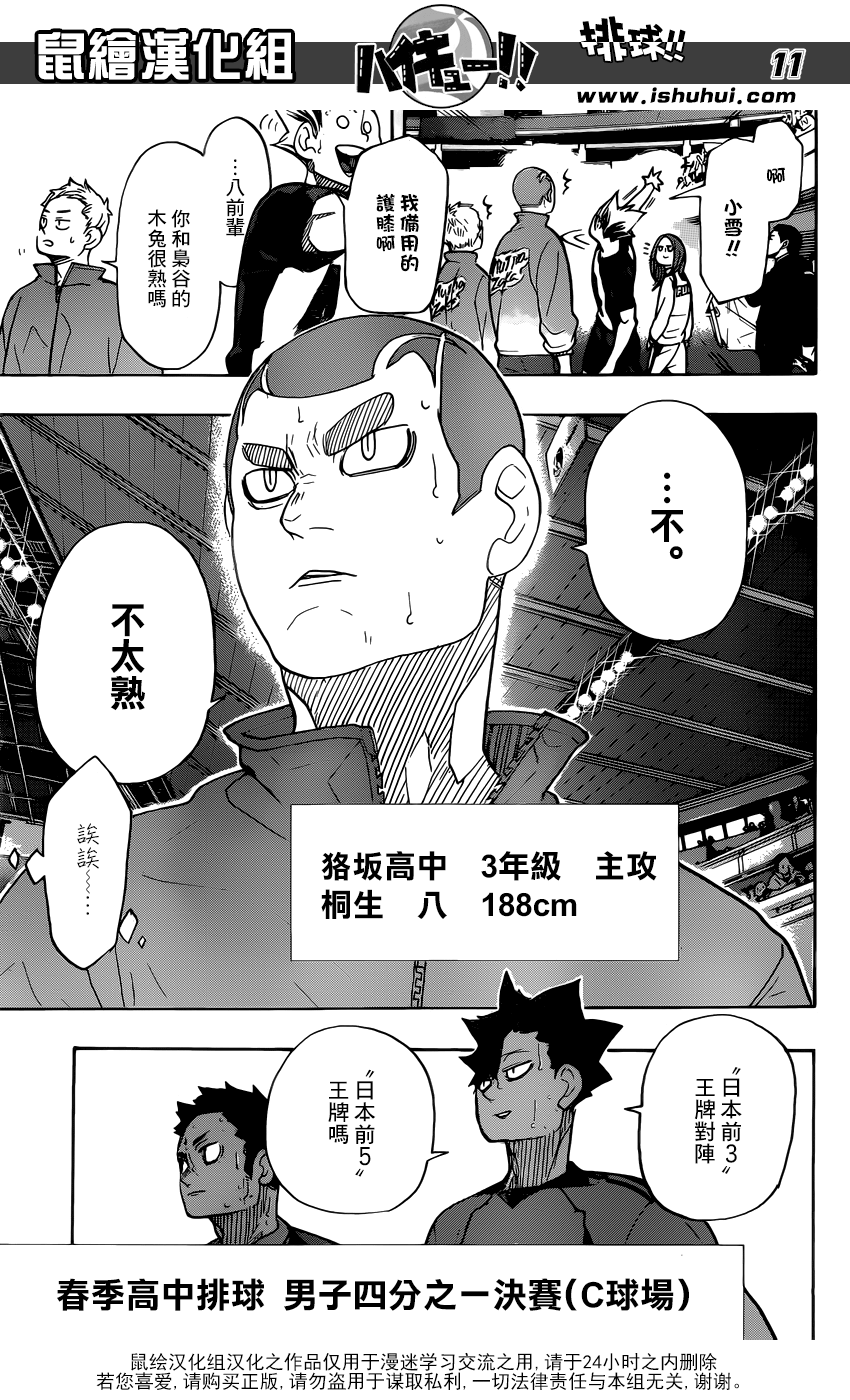 鼠繪漢化組
ハイキュー!!
排球!!
11
www.ishuhui.com
啊
小雪!!
我備用的
護膝啊
…八前輩
你和梟谷的
木兔很熟嗎
…不。
不太熟
誒誒～……
狢坂高中 3年級 主攻
桐生 八 188cm
〝日本前3〞
王牌對陣
〝日本前5〞
王牌嗎
春季高中排球 男子四分之一決賽(C球場)
鼠绘汉化组汉化之作品仅用于漫迷学习交流之用, 请于24小时之内删除
若您喜爱, 请购买正版, 请勿盗用于谋取私利, 一切法律责任与本组无关, 谢谢。